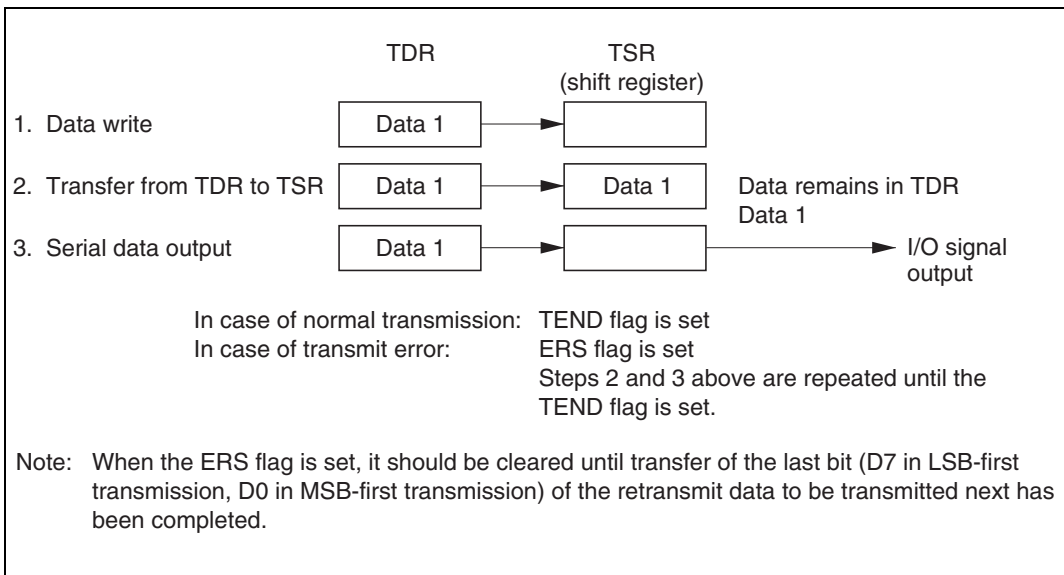 TDR TSR
(shift register)
1. Data write Data 1
2. Transfer from TDR to TSR Data 1 Data 1 Data remains in TDR
Data 1
3. Serial data output Data 1 I/O signal
output
In case of normal transmission: TEND flag is set
In case of transmit error: ERS flag is set
Steps 2 and 3 above are repeated until the
TEND flag is set.
Note: When the ERS flag is set, it should be cleared until transfer of the last bit (D7 in LSB-first
transmission, D0 in MSB-first transmission) of the retransmit data to be transmitted next has
been completed.